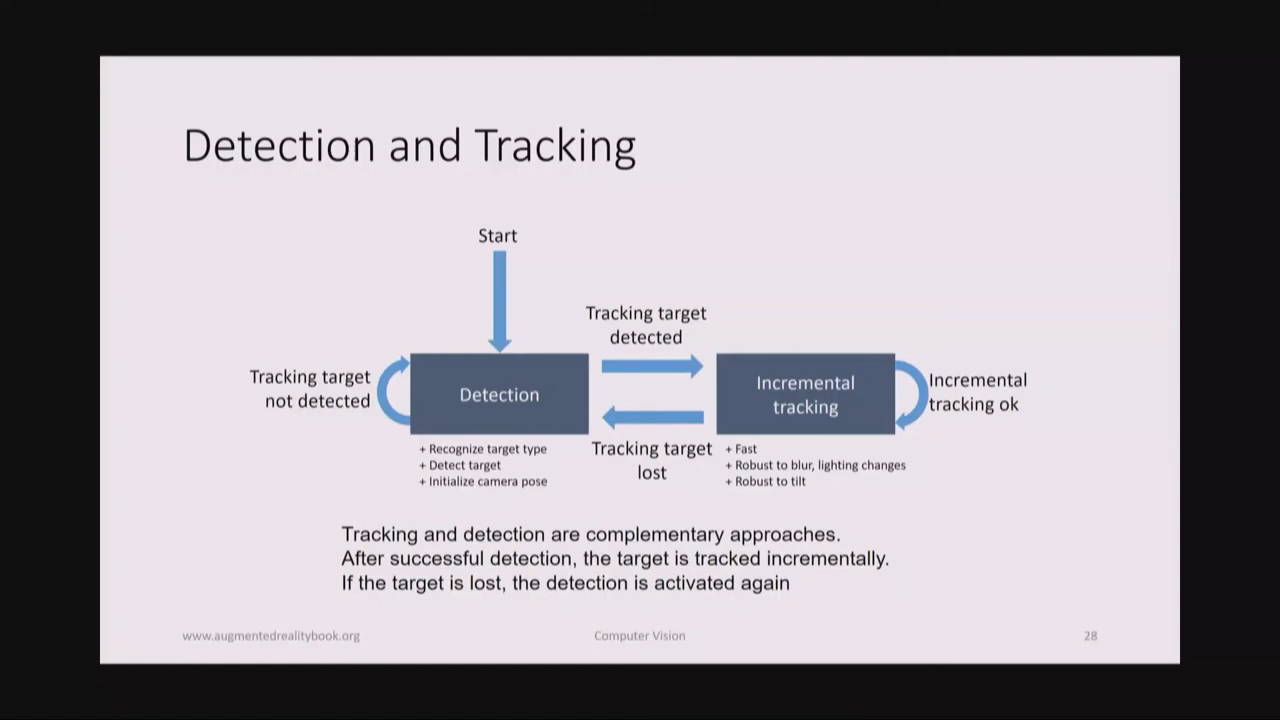 Detection and Tracking
Start
Tracking target
detected
Tracking target
not detected
Detection
Incremental
tracking
Incremental
tracking ok
Tracking target
lost
+ Recognize target type
+ Detect target
+ Initialize camera pose
+ Fast
+ Robust to blur, lighting changes
+ Robust to tilt
Tracking and detection are complementary approaches.
After successful detection, the target is tracked incrementally.
If the target is lost, the detection is activated again
www.augmentedrealitybook.org
Computer Vision
28